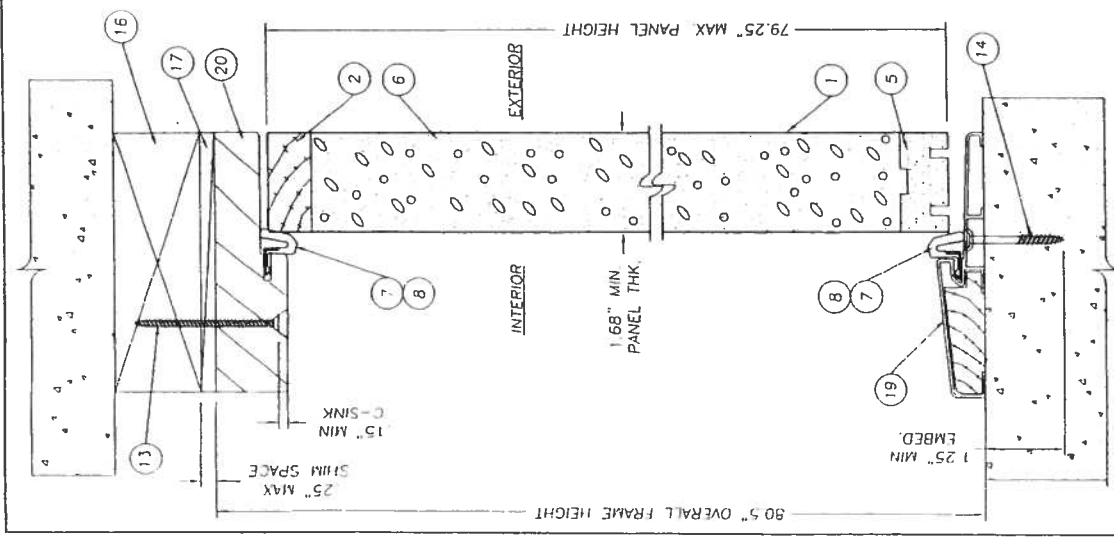 16
17
20
79.25" MAX. PANEL HEIGHT
2
6
EXTERIOR
1
5
14
7
8
INTERIOR
1.68" MIN.
PANEL THK.
8
7
13
.15" MIN
C-SINK
.25" MAX
SHIM SPACE
19
1.25" MIN
EMBED.
80.5" OVERALL FRAME HEIGHT